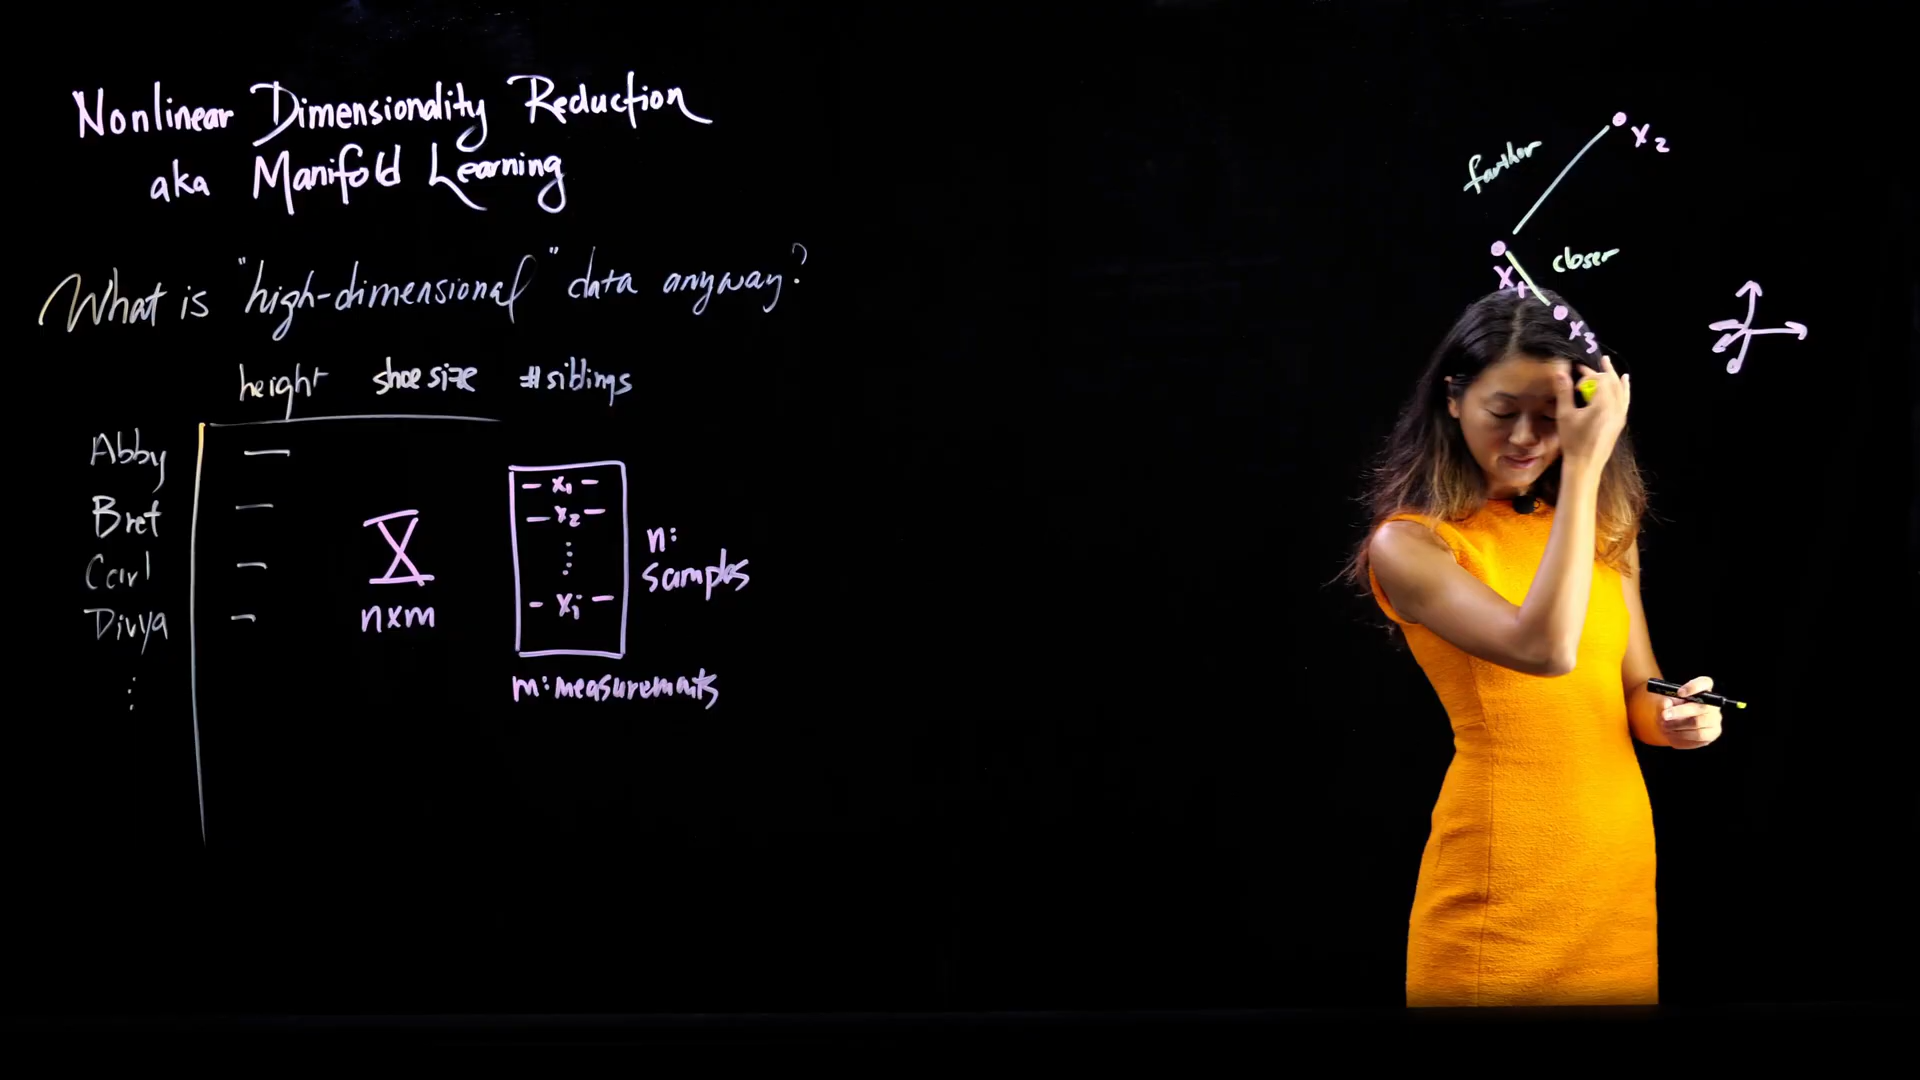 Nonlinear Dimensionality Reduction
aka Manifold Learning
What is "high-dimensional" data anyway?
height shoe size # siblings
Abby
Bret
Carl
Divya
⋮
X
n×m
– x₁ –
– x₂ –
⋮
– xᵢ –
n:
samples
m: measurements
farther
x₂
closer
x₁
x₃